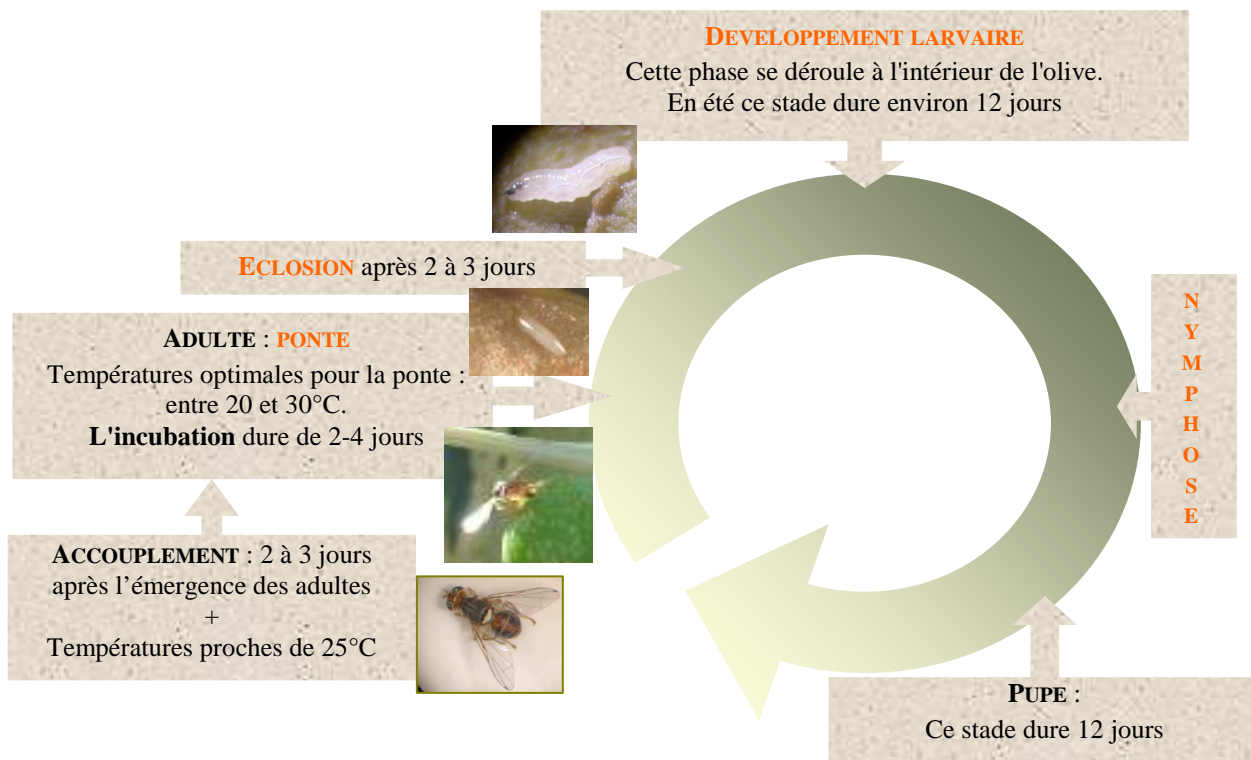 DEVELOPPEMENT LARVAIRE
Cette phase se déroule à l'intérieur de l'olive.
En été ce stade dure environ 12 jours
ECLOSION après 2 à 3 jours
ADULTE : PONTE
Températures optimales pour la ponte :
entre 20 et 30°C.
L'incubation dure de 2-4 jours
ACCOUPLEMENT : 2 à 3 jours
après l’émergence des adultes
+
Températures proches de 25°C
N
Y
M
P
H
O
S
E
PUPE :
Ce stade dure 12 jours